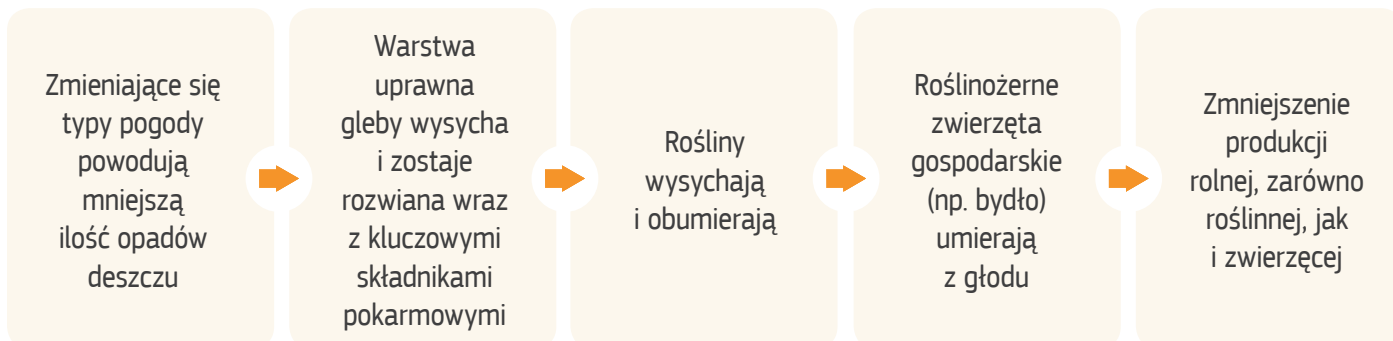 Zmieniające się
typy pogody
powodują
mniejszą
ilość opadów
deszczu
Warstwa
uprawna
gleby wysycha
i zostaje
rozwiana wraz
z kluczowymi
składnikami
pokarmowymi
Rośliny
wysychają
i obumierają
Roślinożerne
zwierzęta
gospodarskie
(np. bydło)
umierają
z głodu
Zmniejszenie
produkcji
rolnej, zarówno
roślinnej, jak
i zwierzęcej